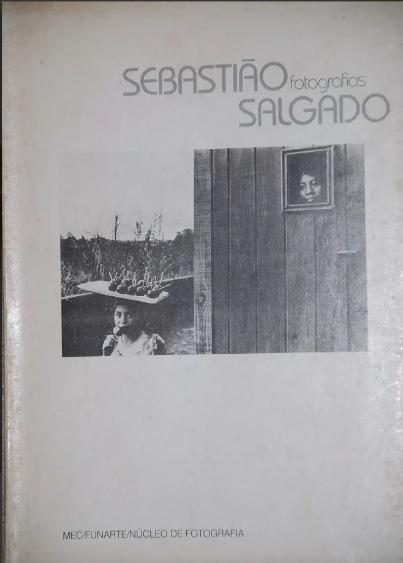 SEBASTIÃO fotografias
SALGADO
MEC/FUNARTE/NÚCLEO DE FOTOGRAFIA